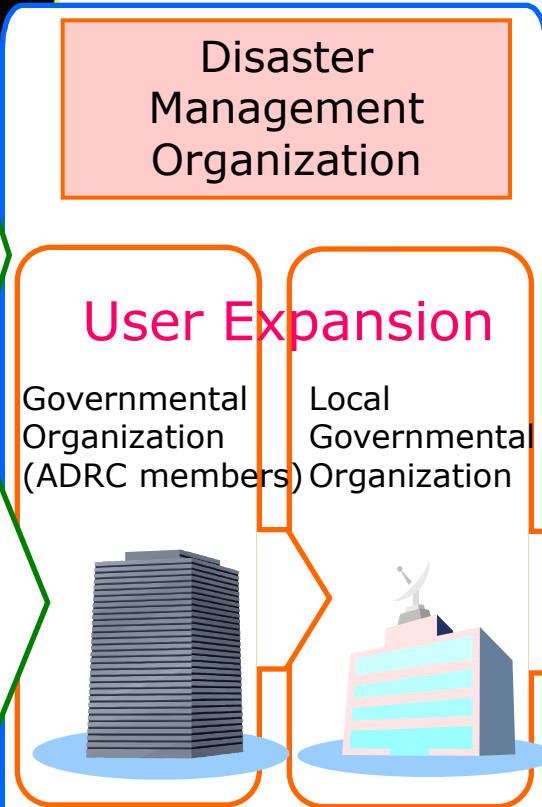 Disaster
Management
Organization
User Expansion
Governmental
Organization
(ADRC members)
Local
Governmental
Organization